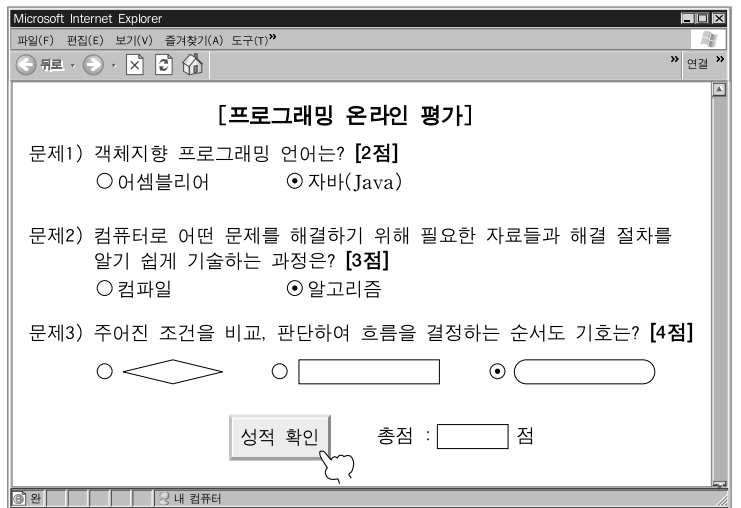 Microsoft Internet Explorer
파일(F) 편집(E) 보기(V) 즐겨찾기(A) 도구(T)»
뒤로 » 연결 »
[프로그래밍 온라인 평가]
문제1) 객체지향 프로그래밍 언어는? [2점]
어셈블리어 자바(Java)
문제2) 컴퓨터로 어떤 문제를 해결하기 위해 필요한 자료들과 해결 절차를
알기 쉽게 기술하는 과정은? [3점]
컴파일 알고리즘
문제3) 주어진 조건을 비교, 판단하여 흐름을 결정하는 순서도 기호는? [4점]
성적 확인 총점 : 점
완 내 컴퓨터